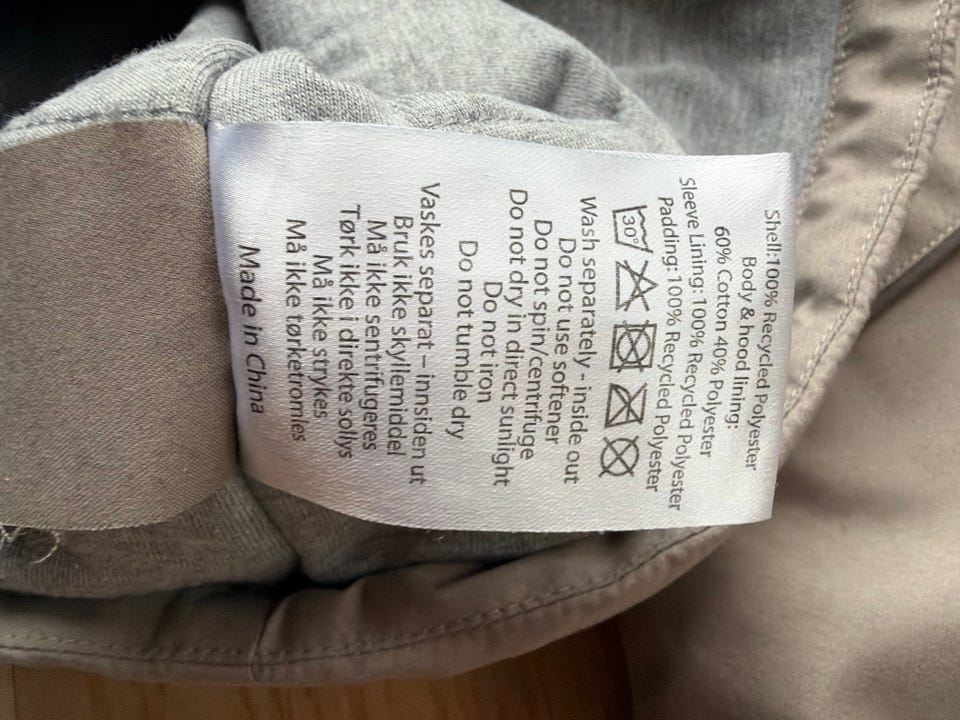 Shell:100% Recycled Polyester
Body & hood lining:
60% Cotton 40% Polyester
Sleeve Lining: 100% Recycled Polyester
Padding: 100% Recycled Polyester
30°
Wash separately - inside out
Do not use softener
Do not spin/centrifuge
Do not dry in direct sunlight
Do not iron
Do not tumble dry
Vaskes separat – innsiden ut
Bruk ikke skyllemiddel
Må ikke sentrifugeres
Tørk ikke i direkte sollys
Må ikke strykes
Må ikke tørketromles
Made in China